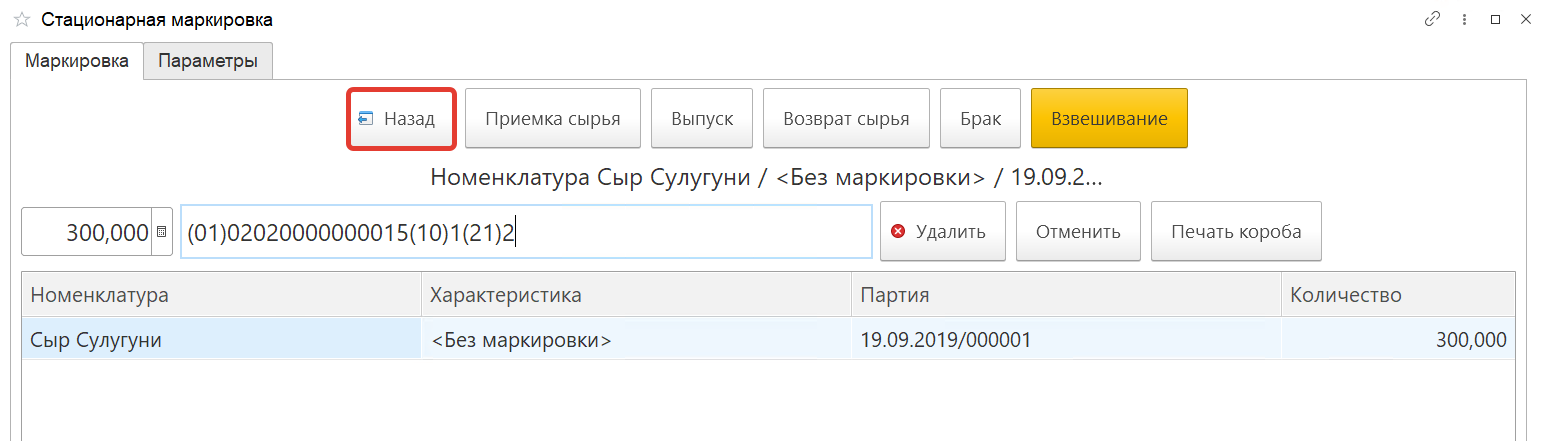 Стационарная маркировка
Маркировка Параметры
Назад Приемка сырья Выпуск Возврат сырья Брак Взвешивание
Номенклатура Сыр Сулугуни / <Без маркировки> / 19.09.2...
300,000 (01)02020000000015(10)1(21)2 Удалить Отменить Печать короба
Номенклатура Характеристика Партия Количество
Сыр Сулугуни <Без маркировки> 19.09.2019/000001 300,000